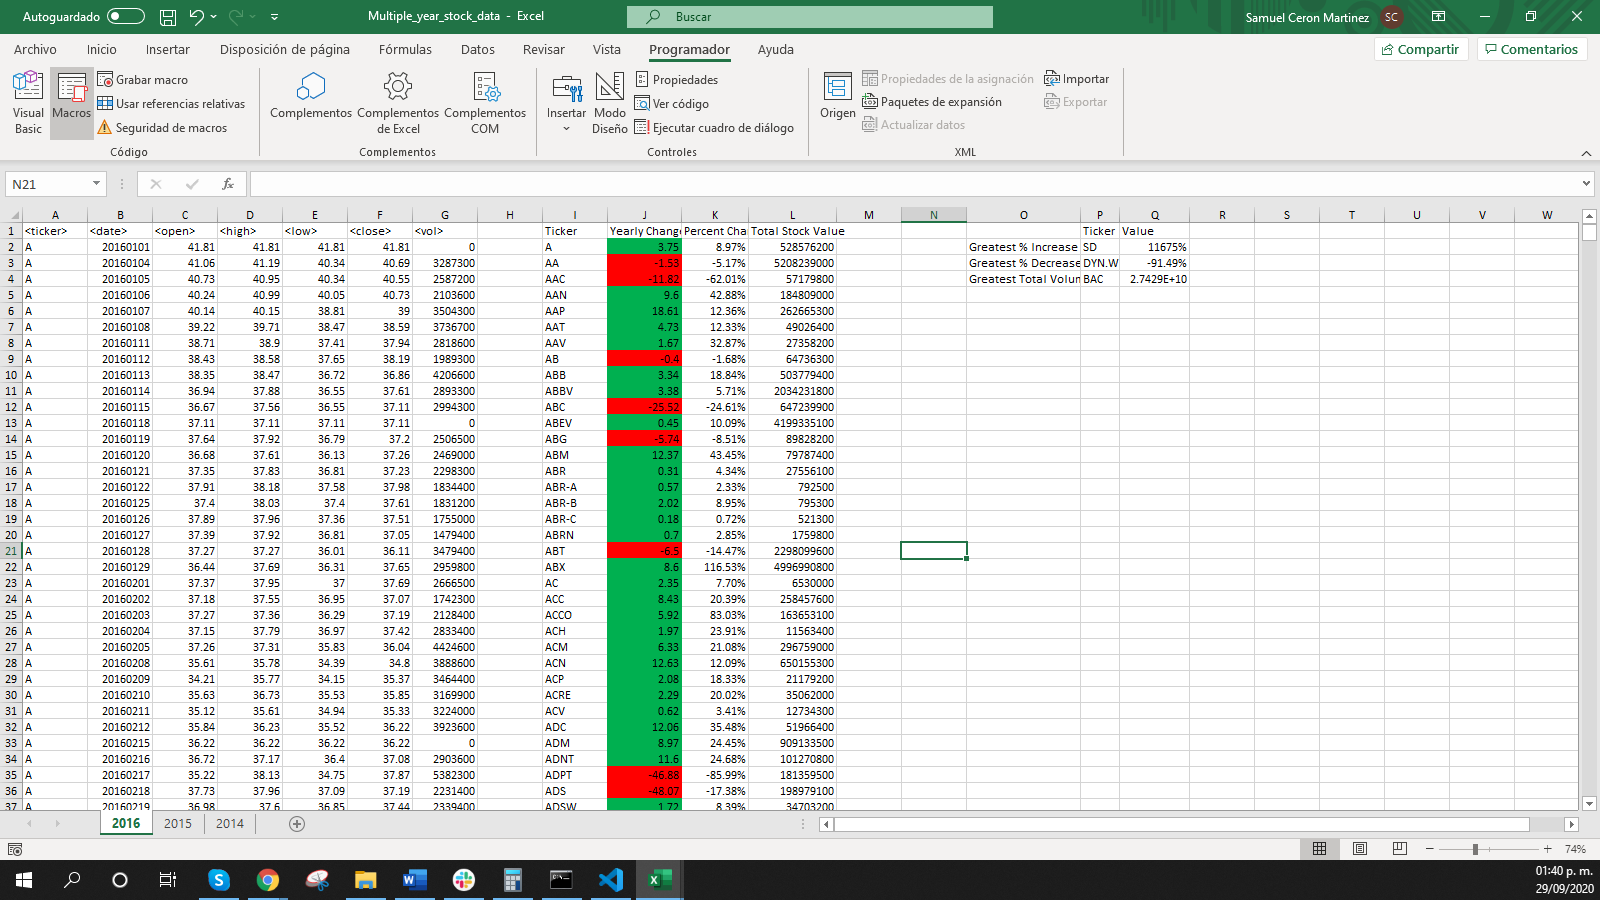 Autoguardado
Multiple_year_stock_data - Excel
Buscar
Samuel Ceron Martinez SC
Archivo Inicio Insertar Disposición de página Fórmulas Datos Revisar Vista Programador Ayuda Compartir Comentarios
Visual Basic
Macros
Grabar macro
Usar referencias relativas
Seguridad de macros
Código
Complementos
Complementos de Excel
Complementos COM
Complementos
Insertar
Modo Diseño
Propiedades
Ver código
Ejecutar cuadro de diálogo
Controles
Origen
Propiedades de la asignación
Paquetes de expansión
Actualizar datos
Importar
Exportar
XML
N21
fx
A B C D E F G H I J K L M N O P Q R S T U V W
1 <ticker> <date> <open> <high> <low> <close> <vol> Ticker Yearly Chang Percent Cha Total Stock Value Ticker Value
2 A 20160101 41.81 41.81 41.81 41.81 0 A 3.75 8.97% 528576200 Greatest % Increase SD 11675%
3 A 20160104 41.06 41.19 40.34 40.69 3287300 AA -1.53 -5.17% 5208239000 Greatest % Decrease DYN.W -91.49%
4 A 20160105 40.73 40.95 40.34 40.55 2587200 AAC -11.82 -62.01% 57179800 Greatest Total Volun BAC 2.7429E+10
5 A 20160106 40.24 40.99 40.05 40.73 2103600 AAN 9.6 42.88% 184809000
6 A 20160107 40.14 40.15 38.81 39 3504300 AAP 18.61 12.36% 262665300
7 A 20160108 39.22 39.71 38.47 38.59 3736700 AAT 4.73 12.33% 49026400
8 A 20160111 38.71 38.9 37.41 37.94 2818600 AAV 1.67 32.87% 27358200
9 A 20160112 38.43 38.58 37.65 38.19 1989300 AB -0.4 -1.68% 64736300
10 A 20160113 38.35 38.47 36.72 36.86 4206600 ABB 3.34 18.84% 503779400
11 A 20160114 36.94 37.88 36.55 37.61 2893300 ABBV 3.38 5.71% 2034231800
12 A 20160115 36.67 37.56 36.55 37.11 2994300 ABC -25.52 -24.61% 647239900
13 A 20160118 37.11 37.11 37.11 37.11 0 ABEV 0.45 10.09% 4199335100
14 A 20160119 37.64 37.92 36.79 37.2 2506500 ABG -5.74 -8.51% 89828200
15 A 20160120 36.68 37.61 36.13 37.26 2469000 ABM 12.37 43.45% 79787400
16 A 20160121 37.35 37.83 36.81 37.23 2298300 ABR 0.31 4.34% 27556100
17 A 20160122 37.91 38.18 37.58 37.98 1834400 ABR-A 0.57 2.33% 792500
18 A 20160125 37.4 38.03 37.4 37.61 1831200 ABR-B 2.02 8.95% 795300
19 A 20160126 37.89 37.96 37.36 37.51 1755000 ABR-C 0.18 0.72% 521300
20 A 20160127 37.39 37.92 36.81 37.05 1479400 ABRN 0.7 2.85% 1759800
21 A 20160128 37.27 37.27 36.01 36.11 3479400 ABT -6.5 -14.47% 2298099600
22 A 20160129 36.44 37.69 36.31 37.65 2959800 ABX 8.6 116.53% 4996990800
23 A 20160201 37.37 37.95 37 37.69 2666500 AC 2.35 7.70% 6530000
24 A 20160202 37.18 37.55 36.95 37.07 1742300 ACC 8.43 20.39% 258457600
25 A 20160203 37.27 37.36 36.29 37.19 2128400 ACCO 5.92 83.03% 163653100
26 A 20160204 37.15 37.79 36.97 37.42 2833400 ACH 1.97 23.91% 11563400
27 A 20160205 37.26 37.31 35.83 36.04 4424600 ACM 6.33 21.08% 296759000
28 A 20160208 35.61 35.78 34.39 34.8 3888600 ACN 12.63 12.09% 650155300
29 A 20160209 34.21 35.77 34.15 35.37 3464400 ACP 2.08 18.33% 21179200
30 A 20160210 35.63 36.73 35.53 35.85 3169900 ACRE 2.29 20.02% 35062000
31 A 20160211 35.12 35.61 34.94 35.33 3224000 ACV 0.62 3.41% 12734300
32 A 20160212 35.84 36.23 35.52 36.22 3923600 ADC 12.06 35.48% 51966400
33 A 20160215 36.22 36.22 36.22 36.22 0 ADM 8.97 24.45% 909133500
34 A 20160216 36.72 37.17 36.4 37.08 2903600 ADNT 11.6 24.68% 101270800
35 A 20160217 35.22 38.13 34.75 37.87 5382300 ADPT -46.88 -85.99% 181359500
36 A 20160218 37.73 37.96 37.09 37.19 2231400 ADS -48.07 -17.38% 198979100
37 A 20160219 36.98 37.6 36.85 37.44 2339400 ADSW 1.72 8.39% 34703200
2016 2015 2014
74%
01:40 p. m.
29/09/2020